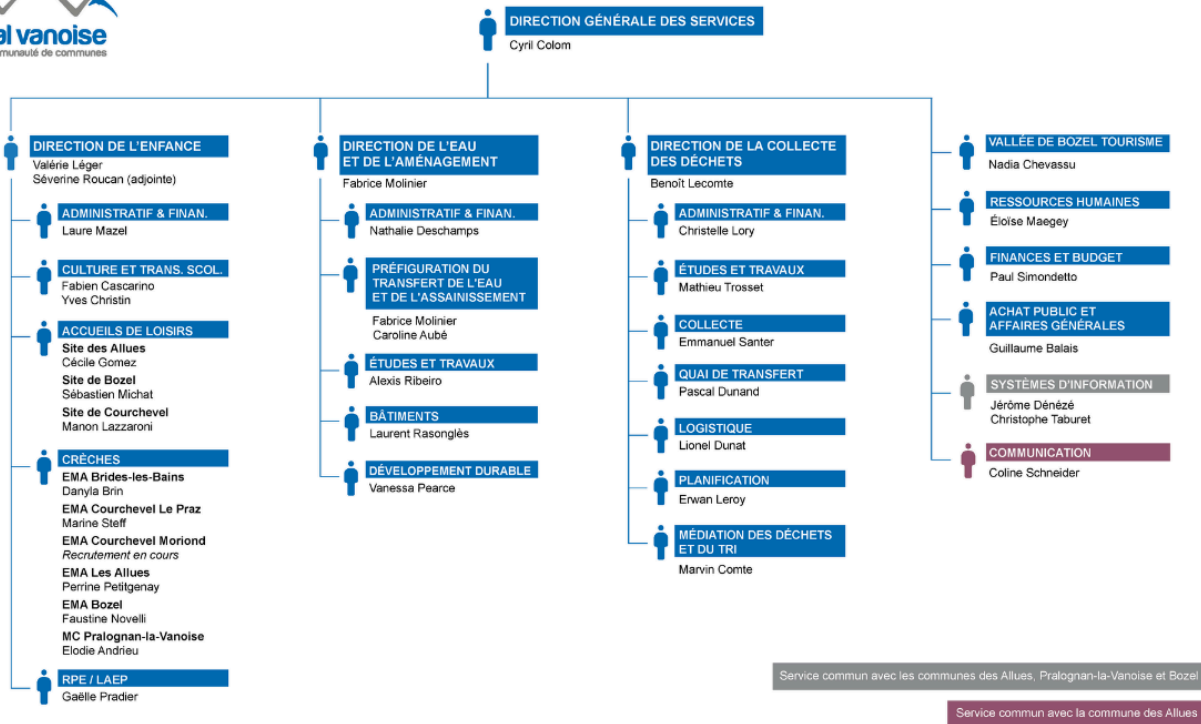 al vanoise
munauté de communes
DIRECTION GÉNÉRALE DES SERVICES
Cyril Colom
DIRECTION DE L'ENFANCE
Valérie Léger
Séverine Roucan (adjointe)
ADMINISTRATIF & FINAN.
Laure Mazel
CULTURE ET TRANS. SCOL.
Fabien Cascarino
Yves Christin
ACCUEILS DE LOISIRS
Site des Allues
Cécile Gomez
Site de Bozel
Sébastien Michat
Site de Courchevel
Manon Lazzaroni
CRÈCHES
EMA Brides-les-Bains
Danyla Brin
EMA Courchevel Le Praz
Marine Steff
EMA Courchevel Moriond
Recrutement en cours
EMA Les Allues
Perrine Petitgenay
EMA Bozel
Faustine Novelli
MC Pralognan-la-Vanoise
Elodie Andrieu
RPE / LAEP
Gaëlle Pradier
DIRECTION DE L'EAU
ET DE L'AMÉNAGEMENT
Fabrice Molinier
ADMINISTRATIF & FINAN.
Nathalie Deschamps
PRÉFIGURATION DU
TRANSFERT DE L'EAU
ET DE L'ASSAINISSEMENT
Fabrice Molinier
Caroline Aubé
ÉTUDES ET TRAVAUX
Alexis Ribeiro
BÂTIMENTS
Laurent Rasonglès
DÉVELOPPEMENT DURABLE
Vanessa Pearce
DIRECTION DE LA COLLECTE
DES DÉCHETS
Benoît Lecomte
ADMINISTRATIF & FINAN.
Christelle Lory
ÉTUDES ET TRAVAUX
Mathieu Trosset
COLLECTE
Emmanuel Santer
QUAI DE TRANSFERT
Pascal Dunand
LOGISTIQUE
Lionel Dunat
PLANIFICATION
Erwan Leroy
MÉDIATION DES DÉCHETS
ET DU TRI
Marvin Comte
VALLÉE DE BOZEL TOURISME
Nadia Chevassu
RESSOURCES HUMAINES
Éloïse Maegey
FINANCES ET BUDGET
Paul Simondetto
ACHAT PUBLIC ET
AFFAIRES GÉNÉRALES
Guillaume Balais
SYSTÈMES D'INFORMATION
Jérôme Dénézé
Christophe Taburet
COMMUNICATION
Coline Schneider
Service commun avec les communes des Allues, Pralognan-la-Vanoise et Bozel
Service commun avec la commune des Allues